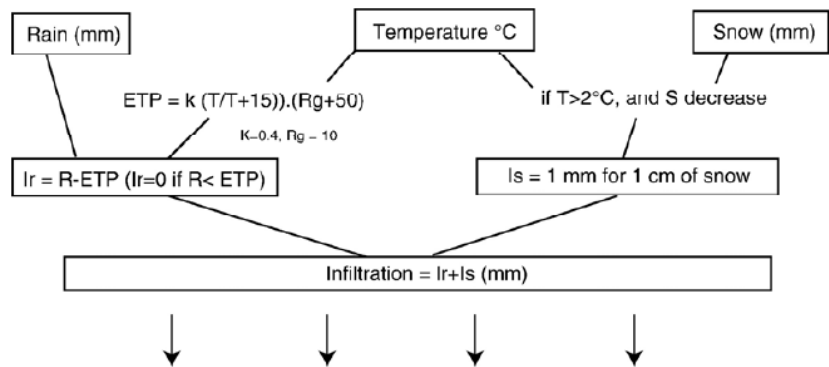 Rain (mm)
Temperature °C
Snow (mm)
ETP = k (T/T+15)).(Rg+50)
K=0.4, Rg = 10
if T>2°C, and S decrease
Ir = R-ETP (Ir=0 if R< ETP)
Is = 1 mm for 1 cm of snow
Infiltration = Ir+Is (mm)